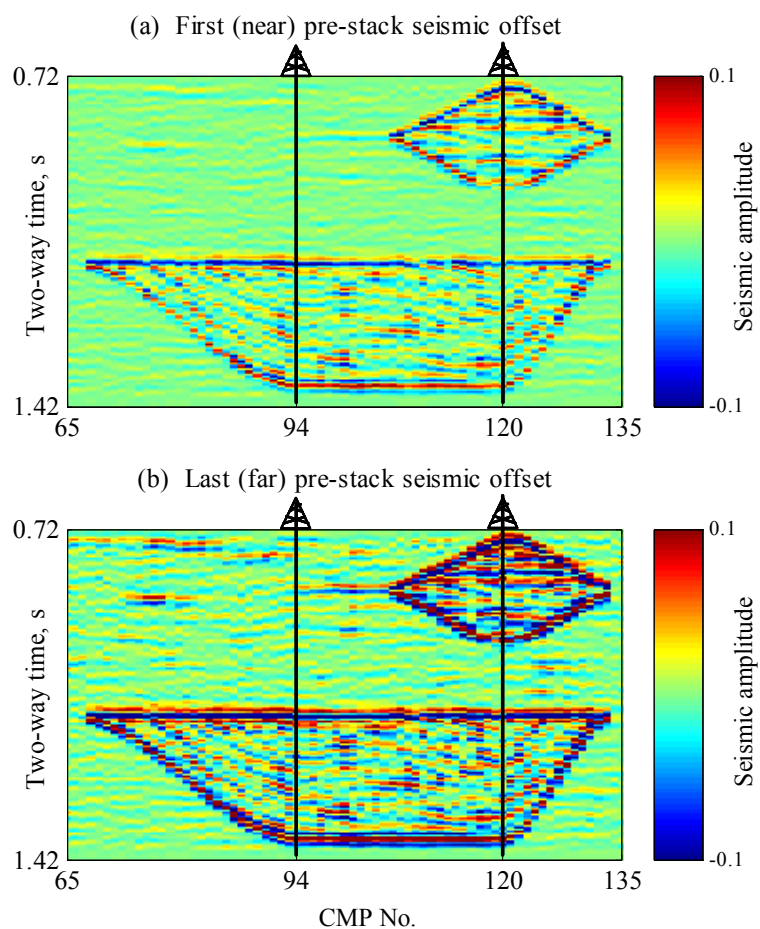 (a) First (near) pre-stack seismic offset
0.72
Two-way time, s
1.42
65
94
120
135
0.1
Seismic amplitude
-0.1
(b) Last (far) pre-stack seismic offset
0.72
Two-way time, s
1.42
65
94
120
135
CMP No.
0.1
Seismic amplitude
-0.1